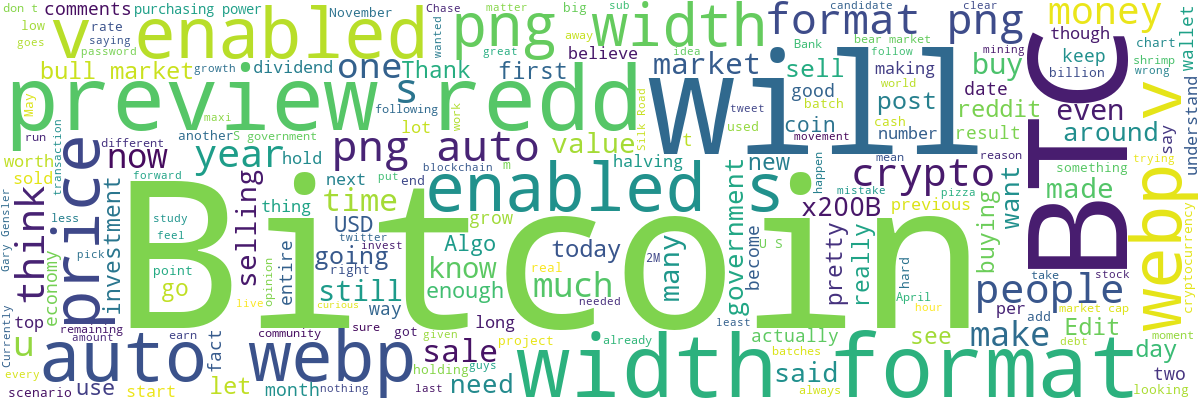 don t
comments
purchasing power
November
Chase
matter
big
sub
candidate
clear
money
low
rate
goes
saying
password
v enabled
wanted
png width
away
great
format png
Bank
idea
bear market
follow
mining
though
chart
wallet
keep
billion
shrimp
wrong
bull market
growth
dividend
one
Thank
first
believe
market
sell
making
world
buy
date
BTC
preview redd
s
following
work
May
maxi
will
good
batch
post
cash
number
reddit
result
even
around
understand
run
different
another
S government
lot
Silk Road
tweet
used
coin
movement
mean
reason
say
worth
sold
transaction
price
now
year
hold
png auto
value
t
blockchain
m
halving
new
happen
crypto
want
something
made
trying
think
forward
less
next
put
end
enabled s
government
mistake
pizza
x200B
previous
Gary Gensler
economy
investment
study
feel
pick
point
go
selling
thing
time
USD
twitter
grow
Algo
today
many
2M
U S
become
pretty
really
hard
buying
people
take
stock
webp v
cryptocurrency
Bitcoin
going
right
invest
know
real
enough
much
entire
opinion
still
way
live
curious
needed
least
April
hour
per
add
market cap
debt
moment
Currently
top
remaining
amount
u
fact
earn
community
sure
got
long
given
project
already
actually
see
make
Edit
day
auto webp
sale
width format
every
scenario
use
start
let
month
nothing
holding
last
guys
need
batches
said
always
two
looking